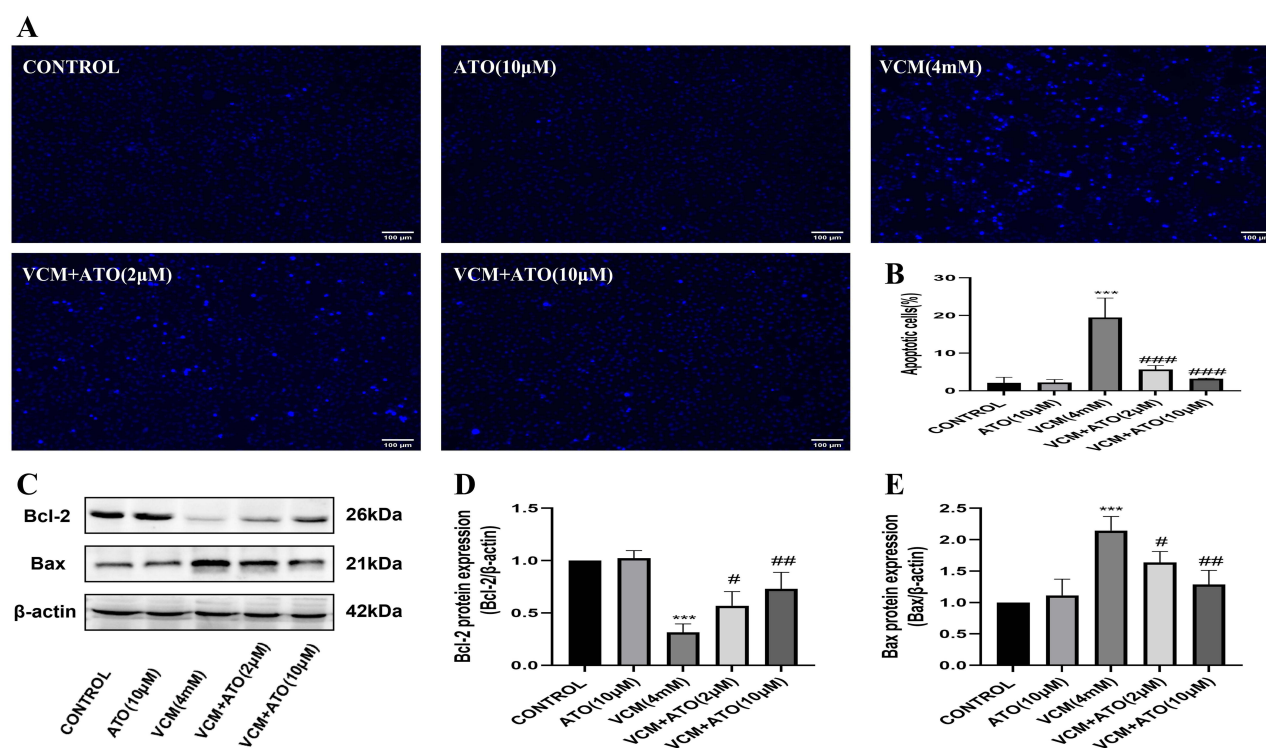 A
CONTROL
100 µm
ATO(10µM)
100 µm
VCM(4mM)
100 µm
VCM+ATO(2µM)
100 µm
VCM+ATO(10µM)
100 µm
B
Apoptotic cells(%)
30
20
10
0
***
###
###
CONTROL
ATO(10µM)
VCM(4mM)
VCM+ATO(2µM)
VCM+ATO(10µM)
C
Bcl-2
26kDa
Bax
21kDa
β-actin
42kDa
CONTROL
ATO(10µM)
VCM(4mM)
VCM+ATO(2µM)
VCM+ATO(10µM)
D
Bcl-2 protein expression
(Bcl-2/β-actin)
1.5
1.0
0.5
0.0
***
#
##
CONTROL
ATO(10µM)
VCM(4mM)
VCM+ATO(2µM)
VCM+ATO(10µM)
E
Bax protein expression
(Bax/β-actin)
2.5
2.0
1.5
1.0
0.5
0.0
***
#
##
CONTROL
ATO(10µM)
VCM(4mM)
VCM+ATO(2µM)
VCM+ATO(10µM)